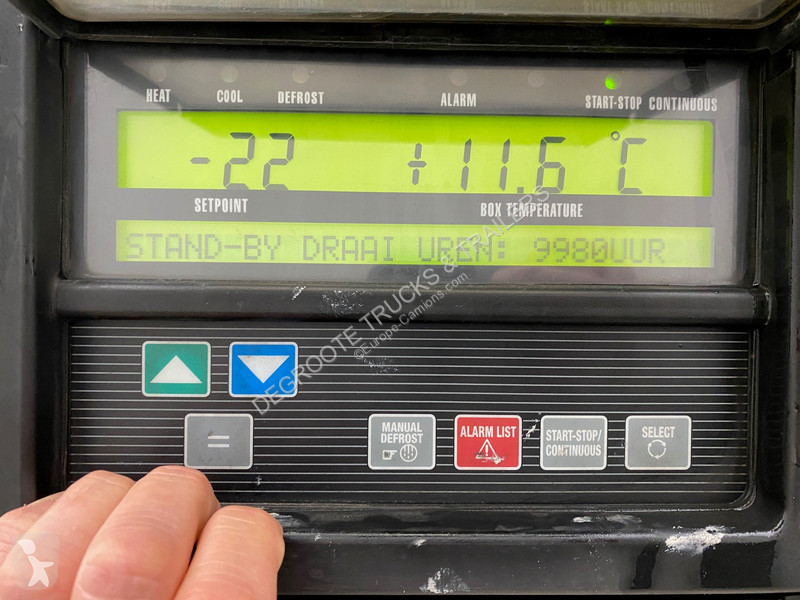 HEAT COOL DEFROST ALARM START-STOP CONTINUOUS
-22 +11.6 °C
SETPOINT BOX TEMPERATURE
STAND-BY DRAAI UREN: 9980UUR
DEGROOTE TRUCKS & TRAILERS
©Europe-Camions.com
=
MANUAL DEFROST
ALARM LIST
START-STOP/ CONTINUOUS
SELECT